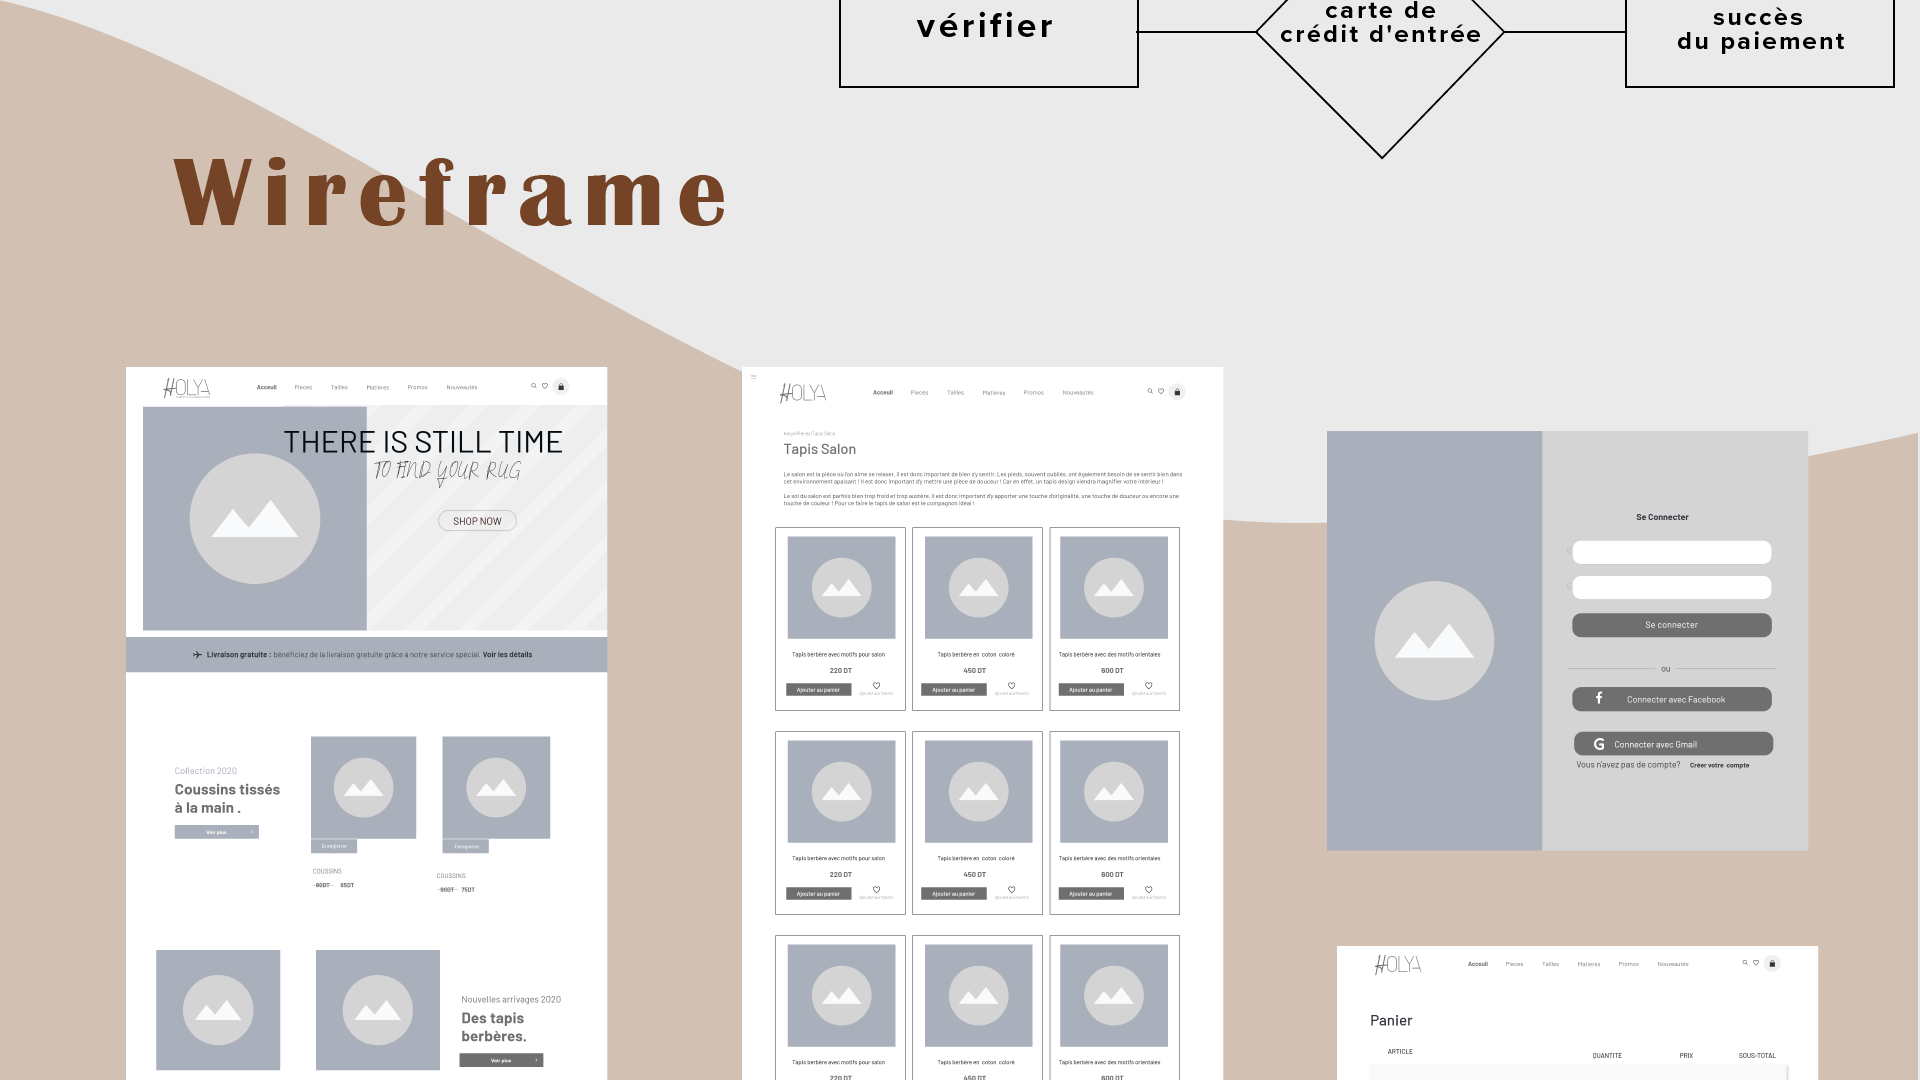 vérifier
carte de
crédit d'entrée
succès
du paiement
Wireframe
HOLYA
Acceuil Pieces Tailles Matieres Promos Nouveautés
THERE IS STILL TIME
TO FIND YOUR RUG
SHOP NOW
Livraison gratuite : bénéficiez de la livraison gratuite grâce à notre service spécial. Voir les détails
Collection 2020
Coussins tissés
à la main .
Voir plus
Enregistrer
COUSSINS
80DT 65DT
Enregistrer
COUSSINS
90DT 75DT
Nouvelles arrivages 2020
Des tapis
berbères.
Voir plus
HOLYA
Acceuil Pieces Tailles Matieres Promos Nouveautés
Holya/Pieces/Tapis Salon
Tapis Salon
Le salon est la pièce où l'on aime se relaxer, il est donc important de bien s'y sentir. Les pieds, souvent oubliés, ont également besoin de se sentir bien dans
cet environnement apaisant ! Il est donc important d'y mettre une pièce de douceur ! Car en effet, un tapis design viendra magnifier votre intérieur !
Le sol du salon est parfois bien trop froid et trop austère, il est donc important d'y apporter une touche d'originalité, une touche de douceur ou encore une
touche de couleur ! Pour ce faire le tapis de salon est le compagnon idéal !
Tapis berbère avec motifs pour salon
220 DT
Ajouter au panier
Ajouter aux favoris
Tapis berbère en coton coloré
450 DT
Ajouter au panier
Ajouter aux favoris
Tapis berbère avec des motifs orientales
600 DT
Ajouter au panier
Ajouter aux favoris
Tapis berbère avec motifs pour salon
220 DT
Ajouter au panier
Ajouter aux favoris
Tapis berbère en coton coloré
450 DT
Ajouter au panier
Ajouter aux favoris
Tapis berbère avec des motifs orientales
600 DT
Ajouter au panier
Ajouter aux favoris
Tapis berbère avec motifs pour salon
220 DT
Tapis berbère en coton coloré
450 DT
Tapis berbère avec des motifs orientales
600 DT
Se Connecter
Se connecter
ou
f Connecter avec Facebook
G Connecter avec Gmail
Vous n'avez pas de compte? Créer votre compte
HOLYA
Acceuil Pieces Tailles Matieres Promos Nouveautés
Panier
ARTICLE QUANTITE PRIX SOUS-TOTAL